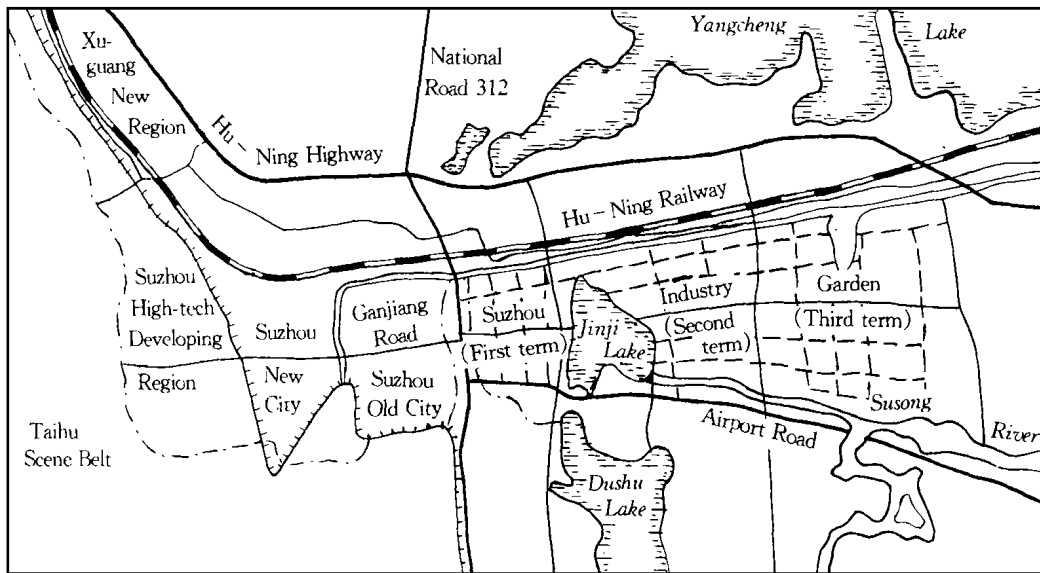 Xu-
guang
New
Region
Hu-
Ning Highway
National
Road 312
Yangcheng
Lake
Hu-Ning Railway
Suzhou
High-tech
Developing
Region
Suzhou
New
City
Ganjiang
Road
Suzhou
Old City
Suzhou
(First term)
Industry
(Second
term)
Garden
(Third term)
Jinji
Lake
Susong
River
Airport Road
Dushu
Lake
Taihu
Scene Belt